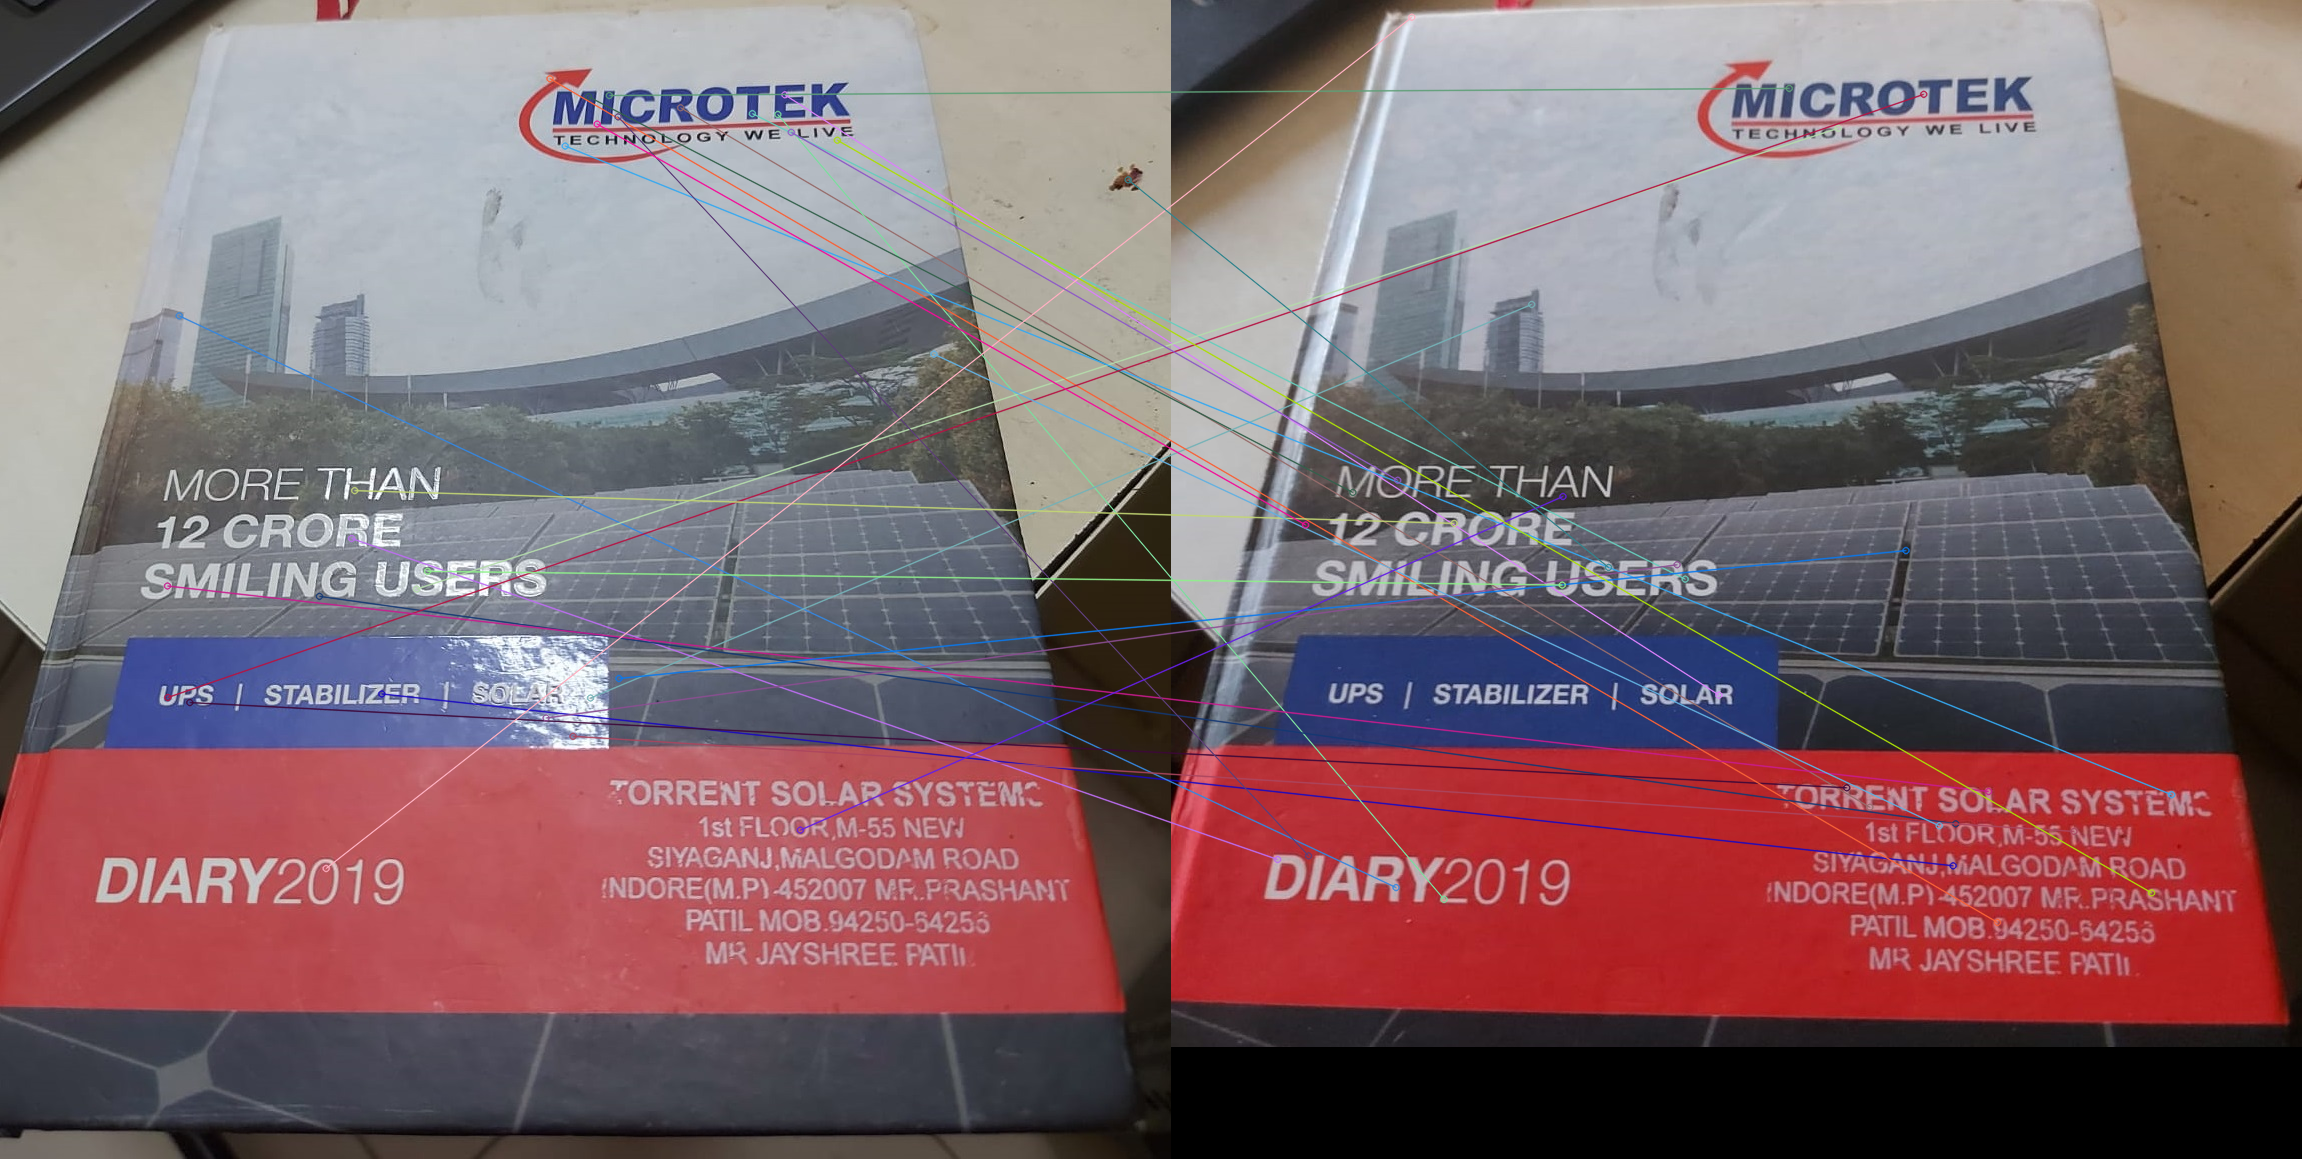 MICROTEK
TECHNOLOGY WE LIVE
MORE THAN
12 CRORE
SMILING USERS
UPS | STABILIZER | SOLAR
TORRENT SOLAR SYSTEMS
1st FLOOR,M-55 NEW
SIYAGANJ,MALGODAM ROAD
INDORE(M.P)-452007 MR.PRASHANT
PATIL MOB.94250-64256
MR JAYSHREE PATIL
DIARY2019
MICROTEK
TECHNOLOGY WE LIVE
MORE THAN
12 CRORE
SMILING USERS
UPS | STABILIZER | SOLAR
TORRENT SOLAR SYSTEMS
1st FLOOR,M-55 NEW
SIYAGANJ,MALGODAM ROAD
INDORE(M.P)-452007 MR.PRASHANT
PATIL MOB.94250-64256
MR JAYSHREE PATIL
DIARY2019